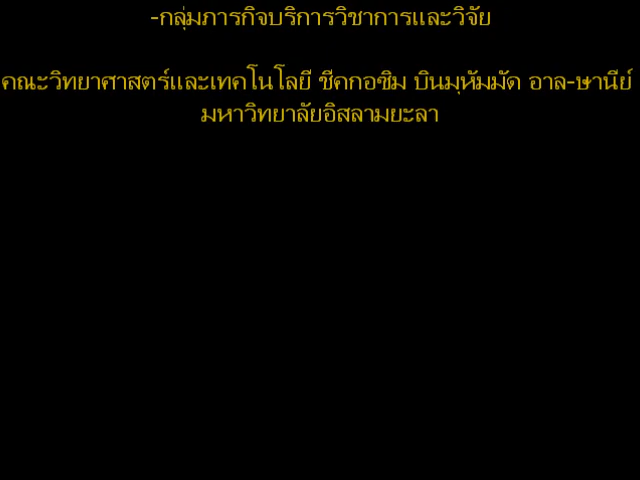 -กลุ่มภารกิจบริการวิชาการและวิจัย
คณะวิทยาศาสตร์และเทคโนโลยี ชีคกอซิม บินมุหัมมัด อาล-ษานีย์
มหาวิทยาลัยอิสลามยะลา